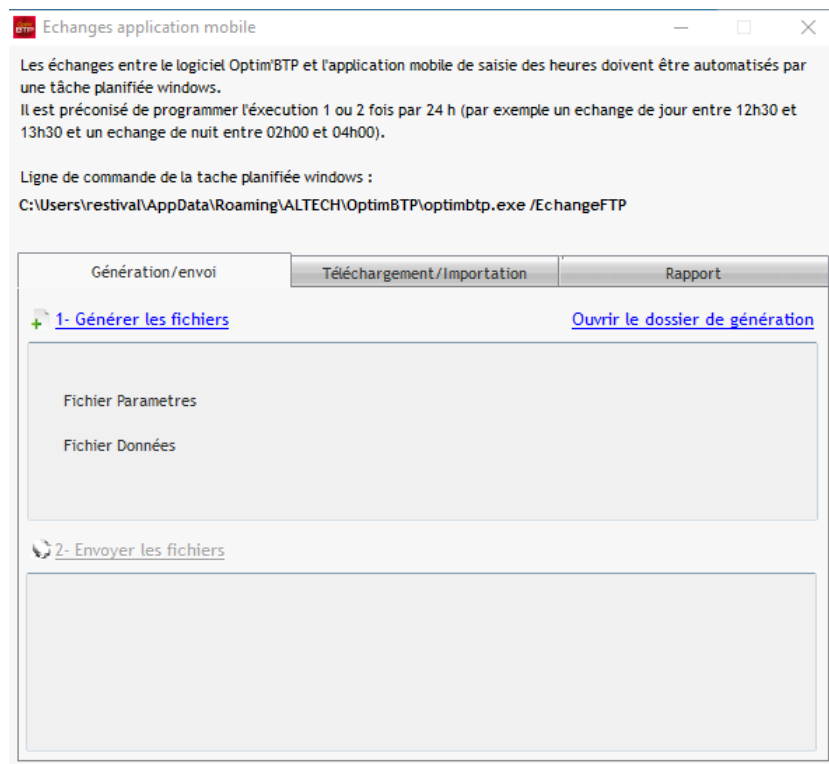 Optim BTP
Echanges application mobile
Les échanges entre le logiciel Optim'BTP et l'application mobile de saisie des heures doivent être automatisés par
une tâche planifiée windows.
Il est préconisé de programmer l'éxecution 1 ou 2 fois par 24 h (par exemple un echange de jour entre 12h30 et
13h30 et un echange de nuit entre 02h00 et 04h00).
Ligne de commande de la tache planifiée windows :
C:\Users\restival\AppData\Roaming\ALTECH\OptimBTP\optimbtp.exe /EchangeFTP
Génération/envoi
Téléchargement/Importation
Rapport
1- Générer les fichiers
Ouvrir le dossier de génération
Fichier Parametres
Fichier Données
2- Envoyer les fichiers